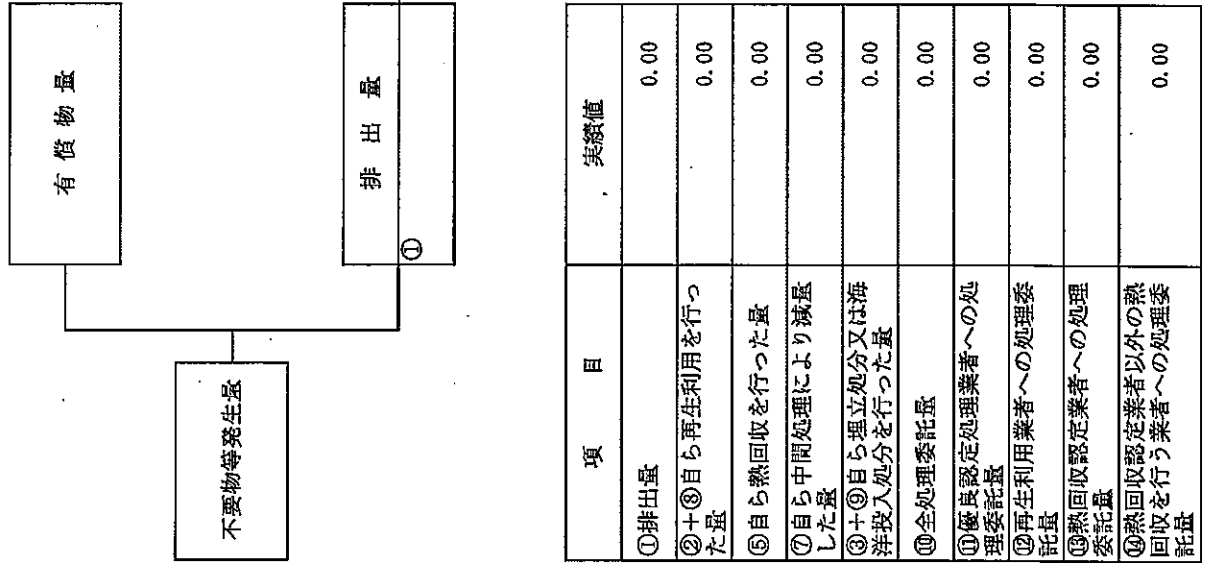 有償物量
排出量
①
不要物等発生量
項目
実績値
①排出量
0.00
②+⑧自ら再生利用を行っ
た量
0.00
⑤自ら熱回収を行った量
0.00
⑦自ら中間処理により減量
した量
0.00
③+⑨自ら埋立処分又は海
洋投入処分を行った量
0.00
⑩全処理委託量
0.00
⑪優良認定処理業者への処
理委託量
0.00
⑫再生利用業者への処理委
託量
0.00
⑬熱回収認定業者への処理
委託量
0.00
⑭熱回収認定業者以外の熱
回収を行う業者への処理委
託量
0.00